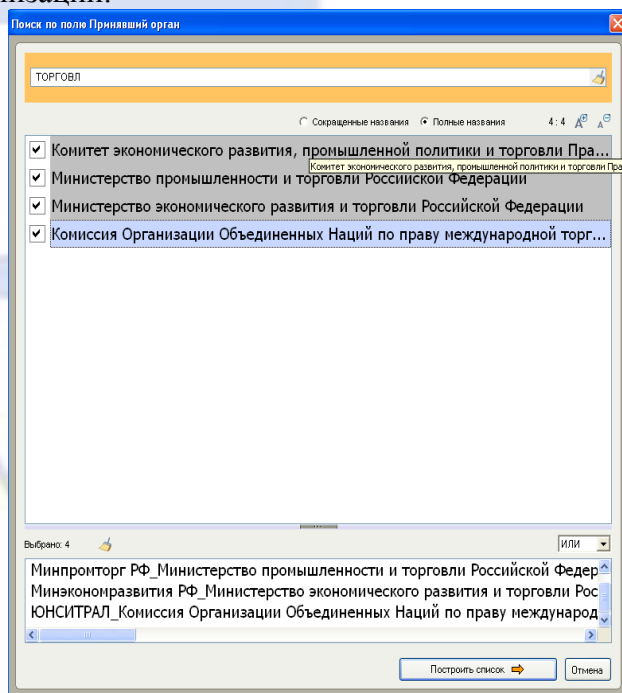 Поиск по полю Принявший орган
ТОРГОВЛ
Сокращенные названия Полные названия 4:4 A A
Комитет экономического развития, промышленной политики и торговли Пра...
Комитет экономического развития, промышленной политики и торговли Пра
Министерство промышленности и торговли Российской Федерации
Министерство экономического развития и торговли Российской Федерации
Комиссия Организации Объединенных Наций по праву международной торг...
Выбрано: 4 ИЛИ
Минпромторг РФ_Министерство промышленности и торговли Российской Федер
Минэкономразвития РФ_Министерство экономического развития и торговли Рос
ЮНСИТРАЛ_Комиссия Организации Объединенных Наций по праву международ
Построить список Отмена